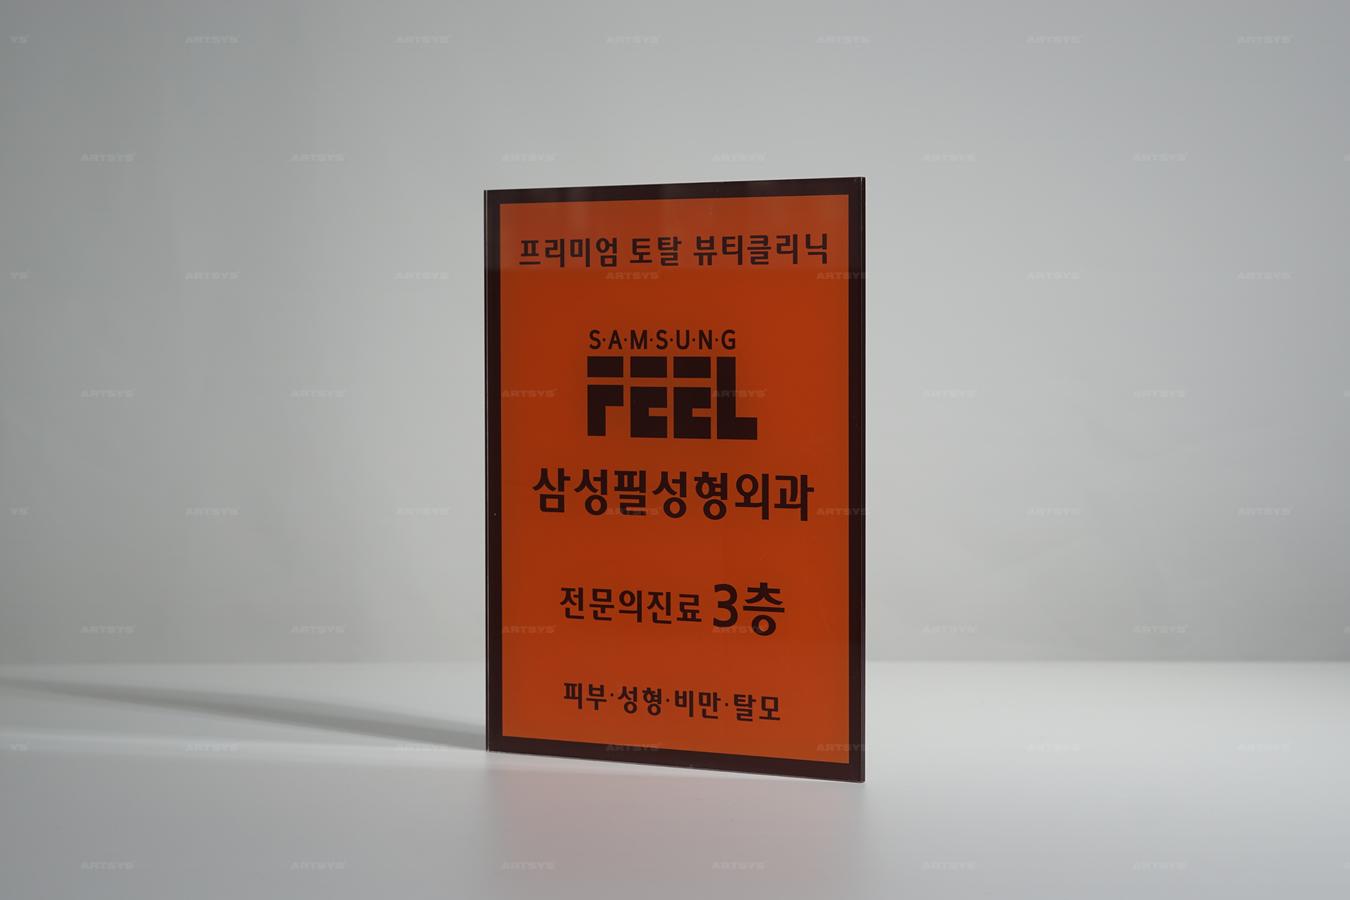 프리미엄 토탈 뷰티클리닉
S·A·M·S·U·N·G
FEEL
삼성필성형외과
전문의진료 3층
피부·성형·비만·탈모
ARTSYS